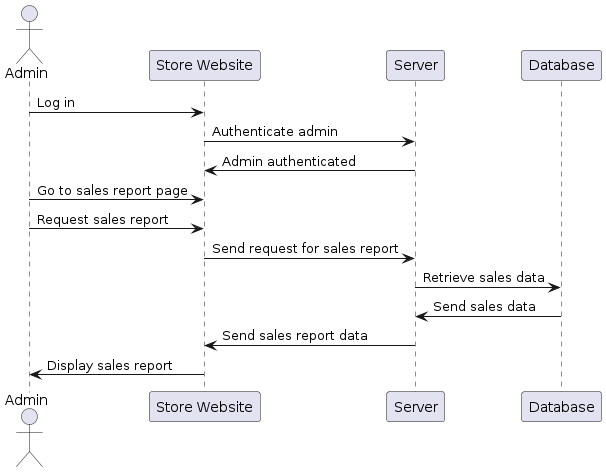 Admin
Store Website
Server
Database
Log in
Authenticate admin
Admin authenticated
Go to sales report page
Request sales report
Send request for sales report
Retrieve sales data
Send sales data
Send sales report data
Display sales report
Admin
Store Website
Server
Database